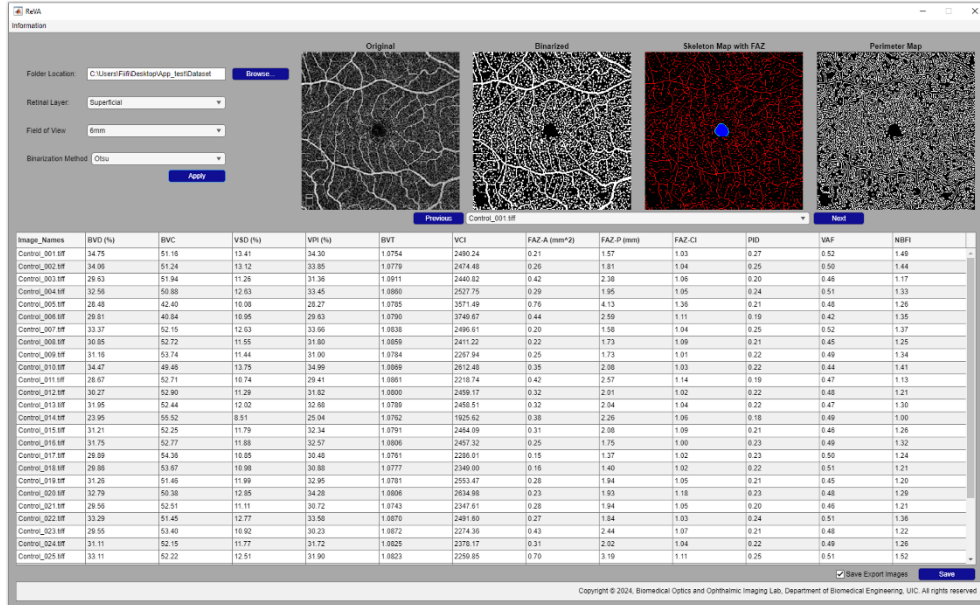 ReVA
Information
Original Binarized Skeleton Map with FAZ Perimeter Map
Folder Location: C:\Users\Fiifi\Desktop\App_test\Dataset Browse...
Retinal Layer: Superficial
Field of View 6mm
Binarization Method Otsu
Apply
Previous Control_001.tiff Next
Image_Names BVD (%) BVC VSD (%) VPI (%) BVT VCI FAZ-A (mm^2) FAZ-P (mm) FAZ-CI PID VAF NBFI
Control_001.tiff 34.75 51.16 13.41 34.30 1.0754 2490.24 0.21 1.57 1.03 0.27 0.52 1.49
Control_002.tiff 34.06 51.24 13.12 33.85 1.0779 2474.48 0.26 1.81 1.04 0.25 0.50 1.44
Control_003.tiff 29.63 51.94 11.26 31.36 1.0911 2440.82 0.42 2.38 1.06 0.20 0.46 1.17
Control_004.tiff 32.56 50.88 12.63 33.45 1.0860 2527.75 0.29 1.95 1.05 0.24 0.51 1.33
Control_005.tiff 28.48 42.40 10.08 28.27 1.0785 3571.49 0.76 4.13 1.36 0.21 0.48 1.26
Control_006.tiff 29.81 40.84 10.95 29.63 1.0790 3749.67 0.44 2.59 1.11 0.19 0.42 1.35
Control_007.tiff 33.37 52.15 12.63 33.66 1.0838 2496.61 0.20 1.58 1.04 0.25 0.52 1.37
Control_008.tiff 30.85 52.72 11.55 31.80 1.0859 2411.22 0.22 1.73 1.09 0.21 0.45 1.25
Control_009.tiff 31.16 53.74 11.44 31.00 1.0784 2267.94 0.25 1.73 1.01 0.22 0.49 1.34
Control_010.tiff 34.47 49.46 13.75 34.99 1.0869 2612.48 0.35 2.08 1.03 0.22 0.44 1.41
Control_011.tiff 28.67 52.71 10.74 29.41 1.0861 2218.74 0.42 2.57 1.14 0.19 0.47 1.13
Control_012.tiff 30.27 52.90 11.29 31.82 1.0800 2459.17 0.32 2.01 1.02 0.22 0.48 1.21
Control_013.tiff 31.95 52.44 12.02 32.68 1.0789 2458.51 0.32 2.04 1.04 0.22 0.47 1.30
Control_014.tiff 23.95 55.52 8.51 25.04 1.0762 1925.62 0.38 2.26 1.06 0.18 0.49 1.00
Control_015.tiff 31.21 52.25 11.79 32.34 1.0791 2464.09 0.31 2.08 1.09 0.21 0.46 1.26
Control_016.tiff 31.75 52.77 11.88 32.57 1.0806 2457.32 0.25 1.75 1.00 0.23 0.49 1.32
Control_017.tiff 29.89 54.36 10.85 30.48 1.0761 2286.01 0.15 1.37 1.02 0.23 0.50 1.24
Control_018.tiff 29.86 53.67 10.98 30.88 1.0777 2349.00 0.16 1.40 1.02 0.22 0.51 1.21
Control_019.tiff 31.26 51.46 11.99 32.95 1.0781 2553.47 0.28 1.94 1.05 0.21 0.45 1.20
Control_020.tiff 32.79 50.38 12.85 34.28 1.0806 2634.98 0.23 1.93 1.18 0.23 0.48 1.29
Control_021.tiff 29.56 52.51 11.11 30.72 1.0743 2347.61 0.28 1.94 1.05 0.20 0.46 1.21
Control_022.tiff 33.29 51.45 12.77 33.58 1.0870 2491.60 0.27 1.84 1.03 0.24 0.51 1.36
Control_023.tiff 29.55 53.40 10.92 30.23 1.0872 2274.36 0.43 2.44 1.07 0.21 0.48 1.22
Control_024.tiff 31.11 52.15 11.77 31.72 1.0825 2378.17 0.31 2.02 1.04 0.22 0.49 1.26
Control_025.tiff 33.11 52.22 12.51 31.90 1.0823 2259.85 0.70 3.19 1.11 0.25 0.51 1.52
Save Export Images Save
Copyright © 2024, Biomedical Optics and Ophthalmic Imaging Lab, Department of Biomedical Engineering, UIC. All rights reserved